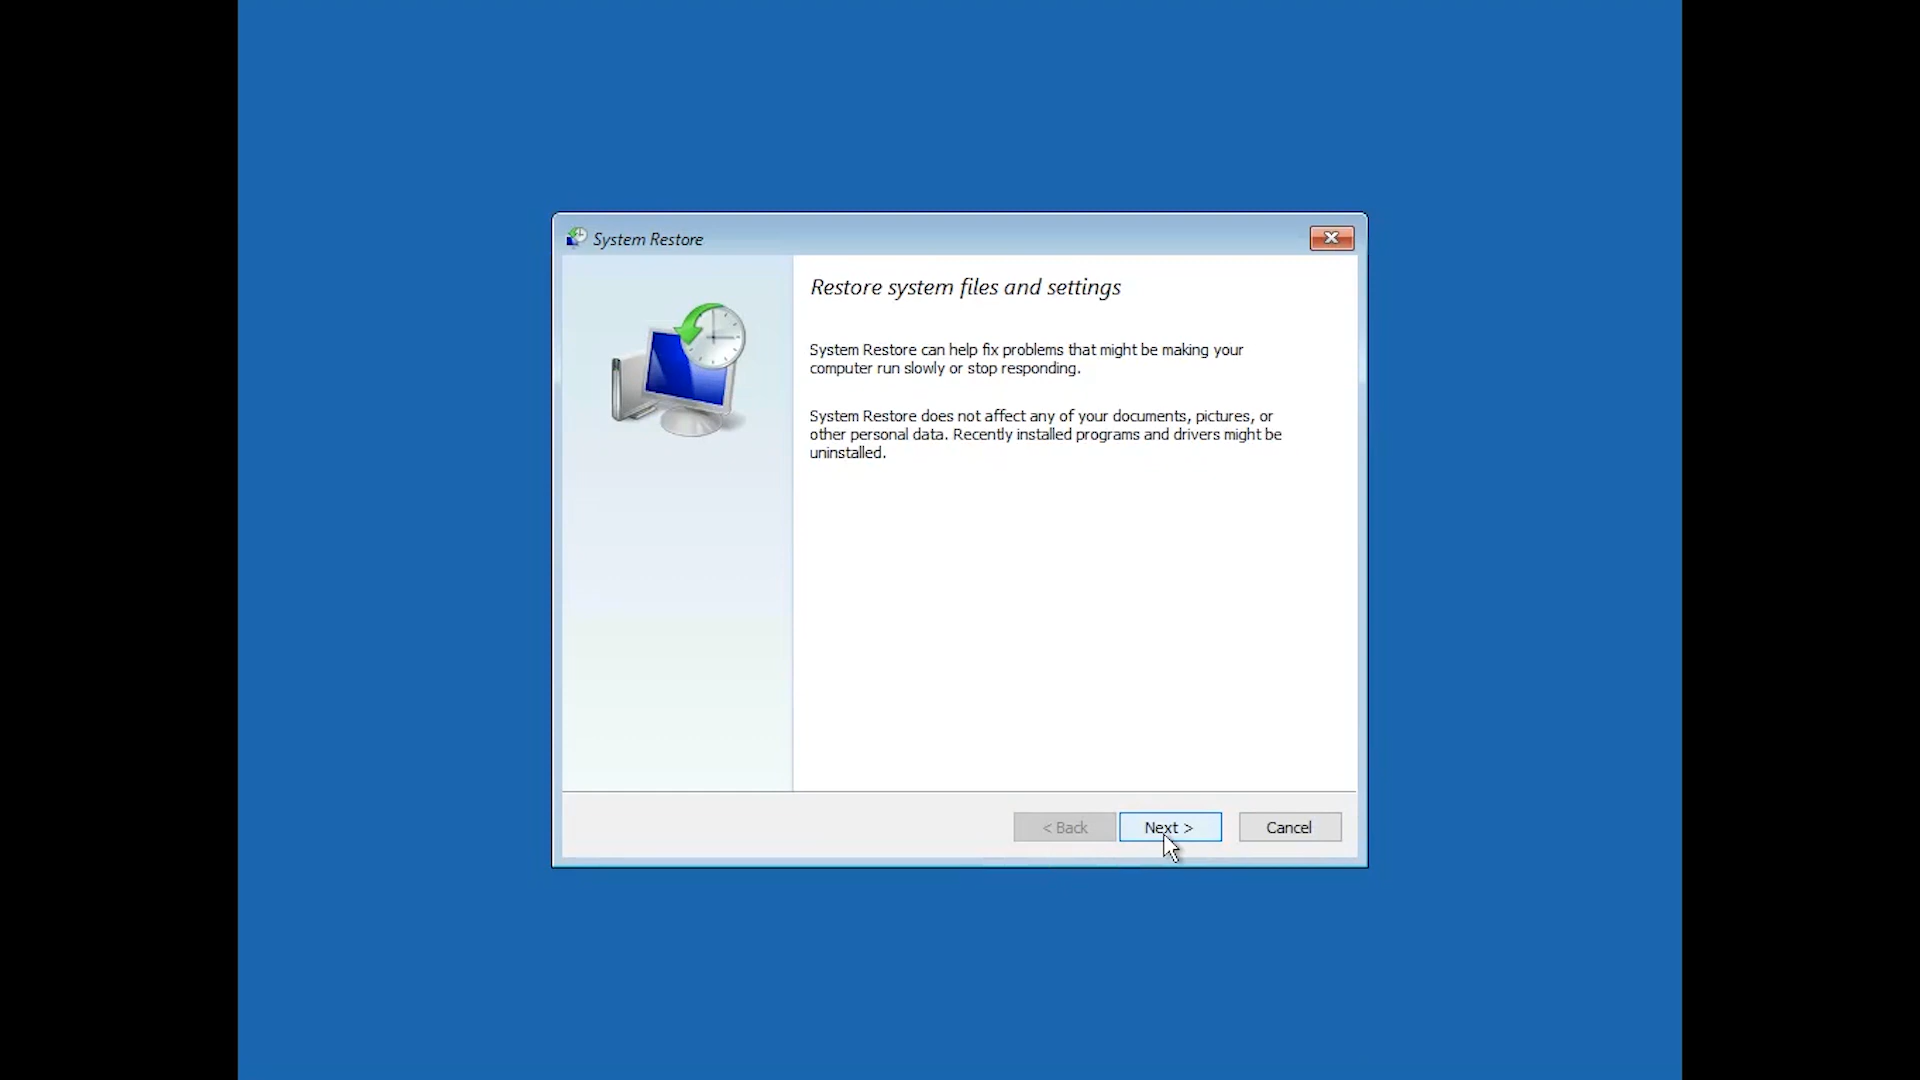 System Restore
Restore system files and settings
System Restore can help fix problems that might be making your
computer run slowly or stop responding.
System Restore does not affect any of your documents, pictures, or
other personal data. Recently installed programs and drivers might be
uninstalled.
< Back
Next >
Cancel